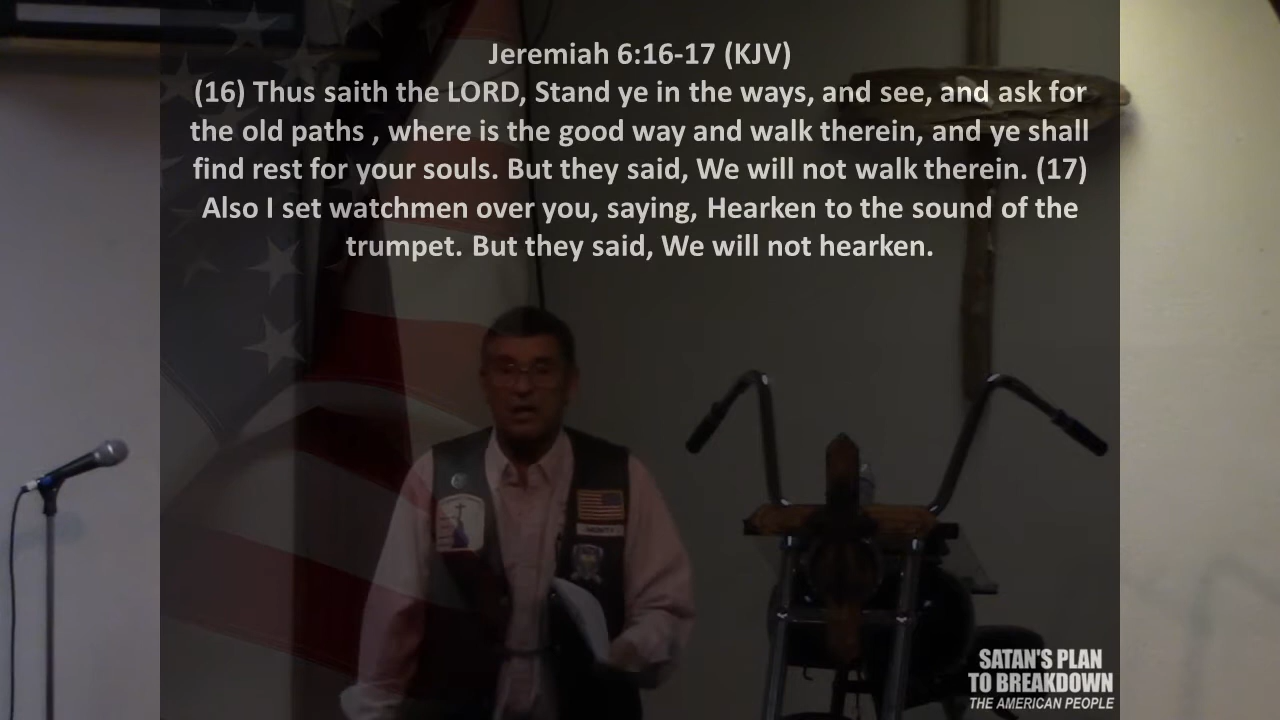 Jeremiah 6:16-17 (KJV)
(16) Thus saith the LORD, Stand ye in the ways, and see, and ask for
the old paths , where is the good way and walk therein, and ye shall
find rest for your souls. But they said, We will not walk therein. (17)
Also I set watchmen over you, saying, Hearken to the sound of the
trumpet. But they said, We will not hearken.
SATAN'S PLAN
TO BREAKDOWN
THE AMERICAN PEOPLE